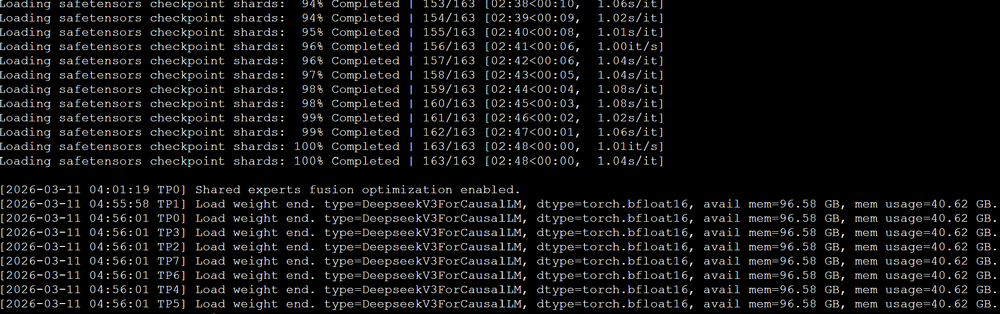 Loading safetensors checkpoint shards:  94% Completed | 153/163 [02:38<00:10,  1.06s/it]
Loading safetensors checkpoint shards:  94% Completed | 154/163 [02:39<00:09,  1.02s/it]
Loading safetensors checkpoint shards:  95% Completed | 155/163 [02:40<00:08,  1.01s/it]
Loading safetensors checkpoint shards:  96% Completed | 156/163 [02:41<00:06,  1.00it/s]
Loading safetensors checkpoint shards:  96% Completed | 157/163 [02:42<00:06,  1.04s/it]
Loading safetensors checkpoint shards:  97% Completed | 158/163 [02:43<00:05,  1.04s/it]
Loading safetensors checkpoint shards:  98% Completed | 159/163 [02:44<00:04,  1.08s/it]
Loading safetensors checkpoint shards:  98% Completed | 160/163 [02:45<00:03,  1.08s/it]
Loading safetensors checkpoint shards:  99% Completed | 161/163 [02:46<00:02,  1.02s/it]
Loading safetensors checkpoint shards:  99% Completed | 162/163 [02:47<00:01,  1.06s/it]
Loading safetensors checkpoint shards: 100% Completed | 163/163 [02:48<00:00,  1.01it/s]
Loading safetensors checkpoint shards: 100% Completed | 163/163 [02:48<00:00,  1.04s/it]
[2026-03-11 04:01:19 TP0] Shared experts fusion optimization enabled.
[2026-03-11 04:55:58 TP1] Load weight end. type=DeepseekV3ForCausalLM, dtype=torch.bfloat16, avail mem=96.58 GB, mem usage=40.62 GB.
[2026-03-11 04:56:01 TP0] Load weight end. type=DeepseekV3ForCausalLM, dtype=torch.bfloat16, avail mem=96.58 GB, mem usage=40.62 GB.
[2026-03-11 04:56:01 TP3] Load weight end. type=DeepseekV3ForCausalLM, dtype=torch.bfloat16, avail mem=96.58 GB, mem usage=40.62 GB.
[2026-03-11 04:56:01 TP2] Load weight end. type=DeepseekV3ForCausalLM, dtype=torch.bfloat16, avail mem=96.58 GB, mem usage=40.62 GB.
[2026-03-11 04:56:01 TP7] Load weight end. type=DeepseekV3ForCausalLM, dtype=torch.bfloat16, avail mem=96.58 GB, mem usage=40.62 GB.
[2026-03-11 04:56:01 TP6] Load weight end. type=DeepseekV3ForCausalLM, dtype=torch.bfloat16, avail mem=96.58 GB, mem usage=40.62 GB.
[2026-03-11 04:56:01 TP4] Load weight end. type=DeepseekV3ForCausalLM, dtype=torch.bfloat16, avail mem=96.58 GB, mem usage=40.62 GB.
[2026-03-11 04:56:01 TP5] Load weight end. type=DeepseekV3ForCausalLM, dtype=torch.bfloat16, avail mem=96.58 GB, mem usage=40.62 GB.